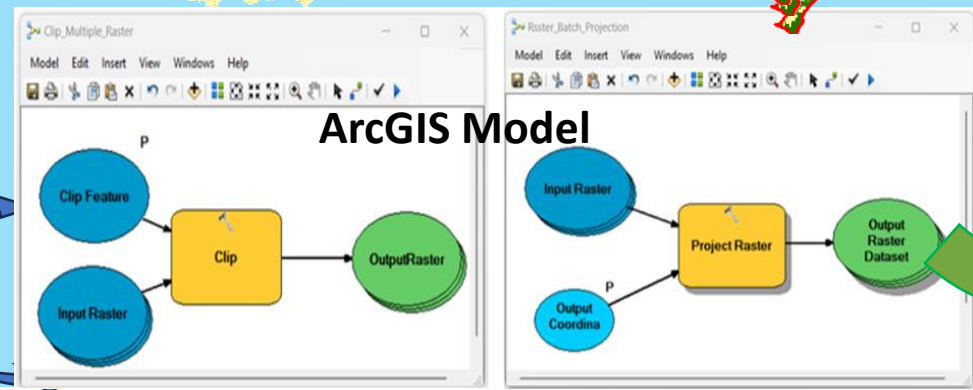 Clip_Multiple_Raster
Model Edit Insert View Windows Help
P
Clip Feature
Clip
OutputRaster
Input Raster
ArcGIS Model
Rsster_Batch_Projection
Model Edit Insert View Windows Help
Input Raster
Project Raster
Output
Raster
Dataset
P
Output
Coordina